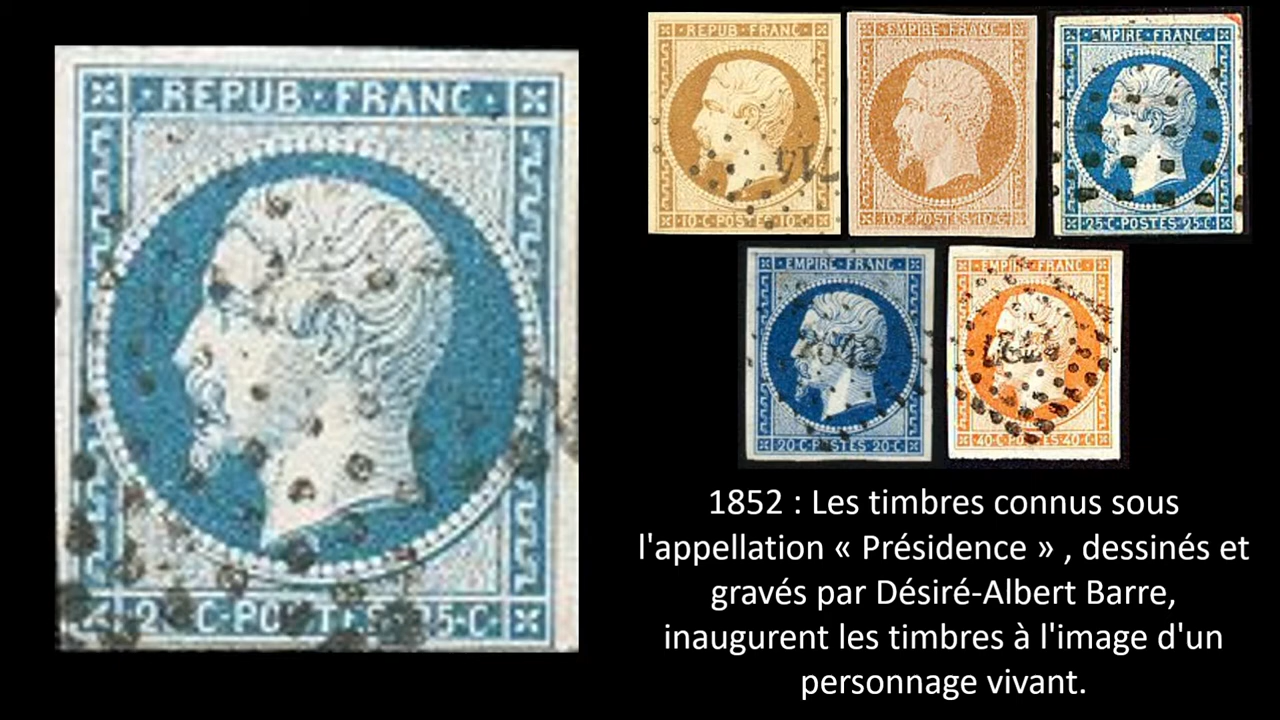 REPUB · FRANC ·
25·C·
REPUB·FRANC·
10·C·POSTES·10·C·
EMPIRE·FRANC·
10·C·POSTES·10·C·
EMPIRE·FRANC·
25·C·POSTES·25·C·
EMPIRE·FRANC·
20·C·POSTES·20·C·
EMPIRE·FRANC·
40·C·POSTES·40·C·
1852 : Les timbres connus sous
l'appellation « Présidence » , dessinés et
gravés par Désiré-Albert Barre,
inaugurent les timbres à l'image d'un
personnage vivant.